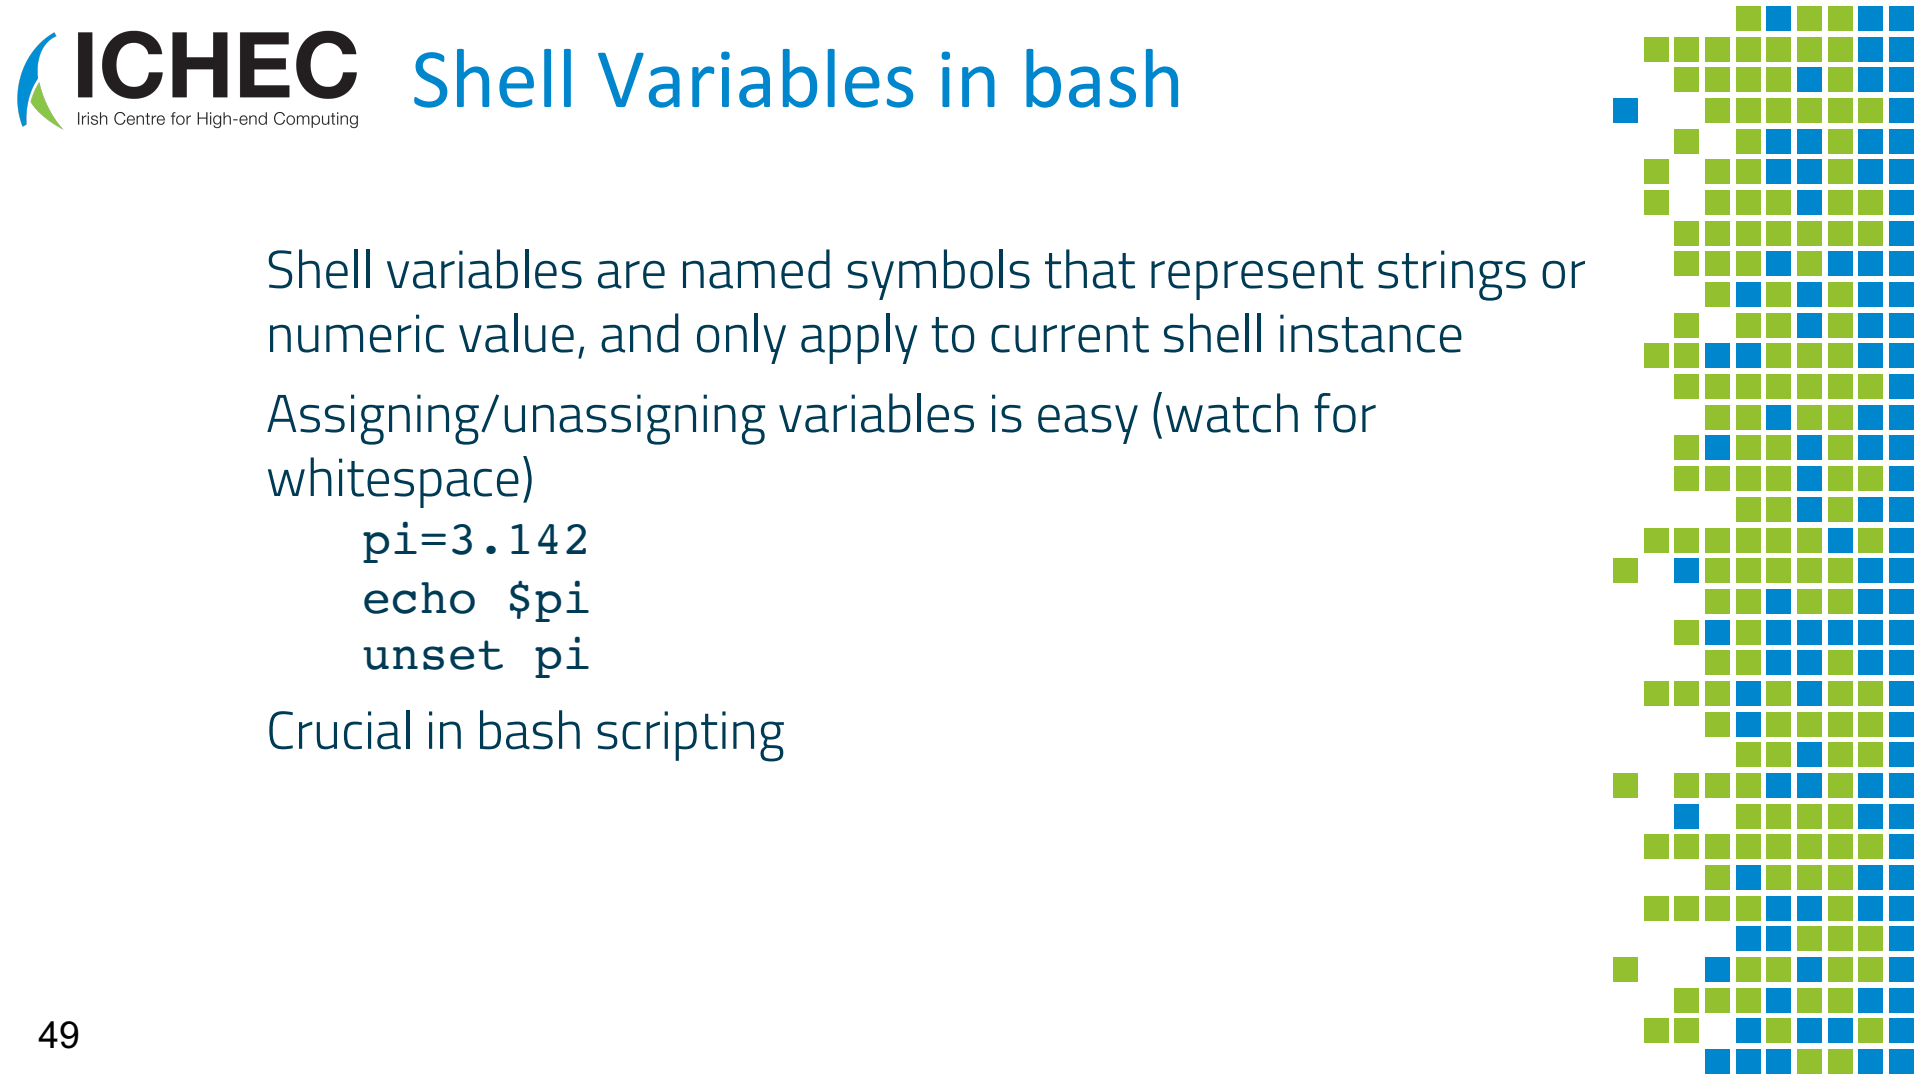 ICHEC
Irish Centre for High-end Computing
Shell Variables in bash
Shell variables are named symbols that represent strings or
numeric value, and only apply to current shell instance
Assigning/unassigning variables is easy (watch for
whitespace)
pi=3.142
echo $pi
unset pi
Crucial in bash scripting
49